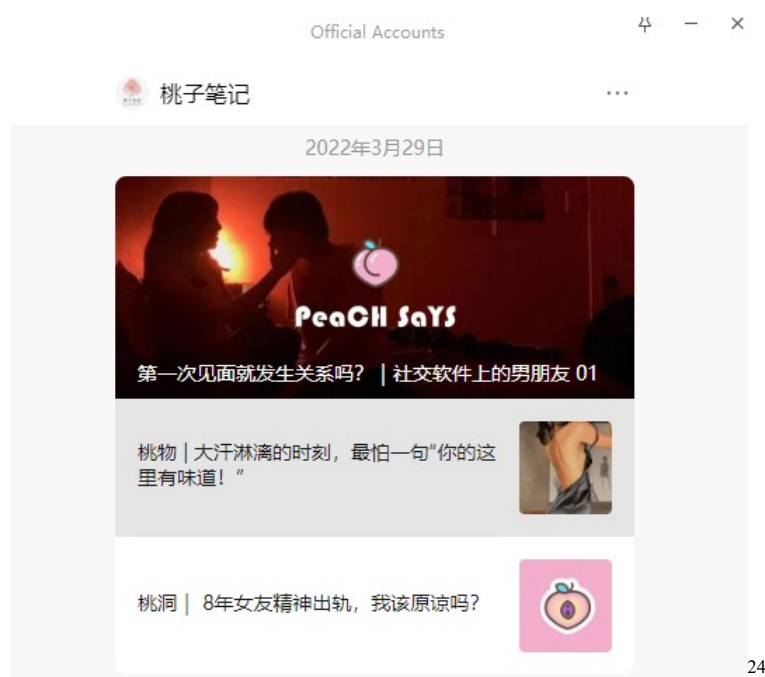 Official Accounts
桃子笔记
2022年3月29日
PeaCH SaYS
第一次见面就发生关系吗？ | 社交软件上的男朋友 01
桃物 | 大汗淋漓的时刻，最怕一句“你的这
里有味道！”
桃洞 | 8年女友精神出轨，我该原谅吗？
24